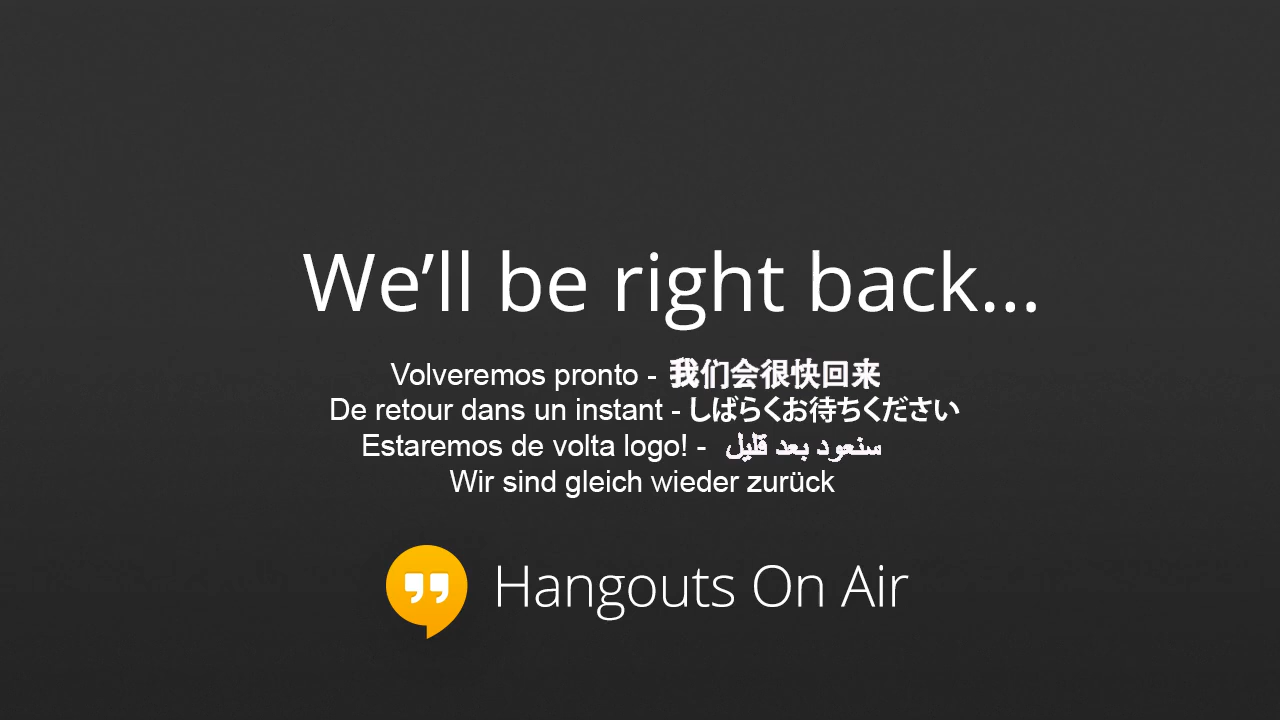 We’ll be right back...
Volveremos pronto - 我们会很快回来
De retour dans un instant - しばらくお待ちください
Estaremos de volta logo! - سنعود بعد قليل
Wir sind gleich wieder zurück
Hangouts On Air